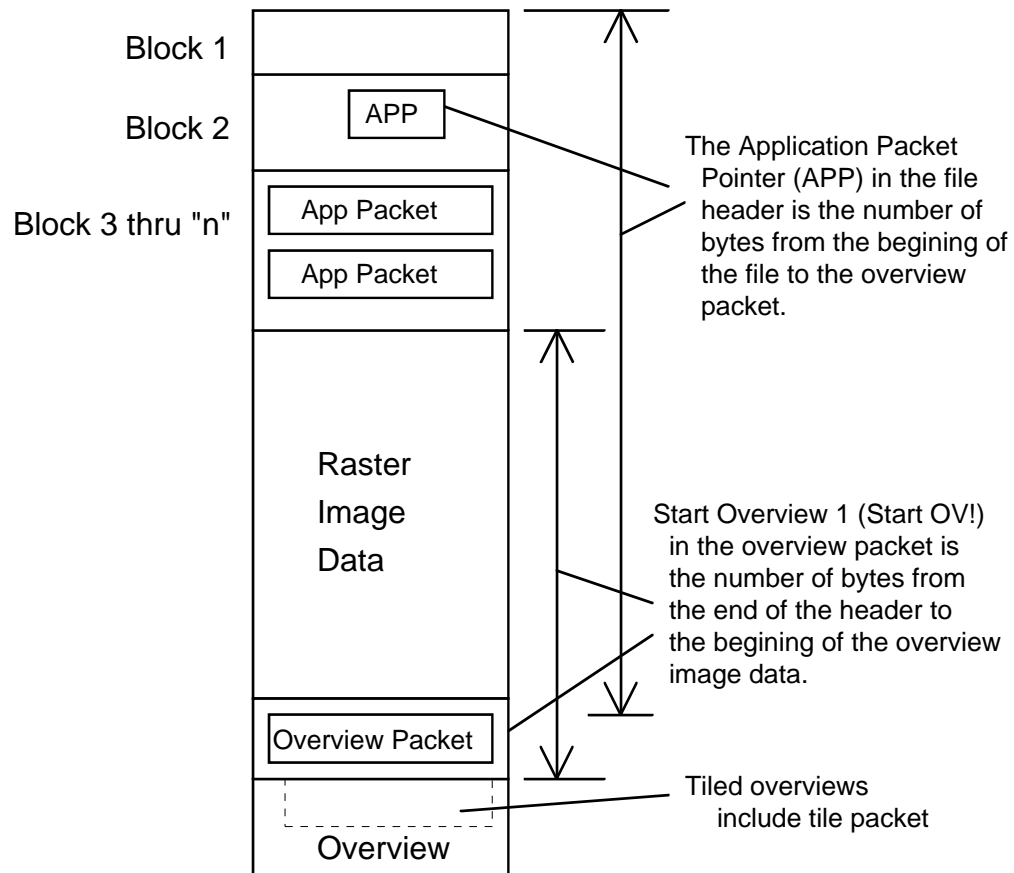 Block 1
APP
Block 2
The Application Packet
Pointer (APP) in the file
header is the number of
bytes from the begining of
the file to the overview
packet.
App Packet
Block 3 thru "n"
App Packet
Raster
Image
Data
Start Overview 1 (Start OV!)
in the overview packet is
the number of bytes from
the end of the header to
the begining of the overview
image data.
Overview Packet
Tiled overviews
include tile packet
Overview